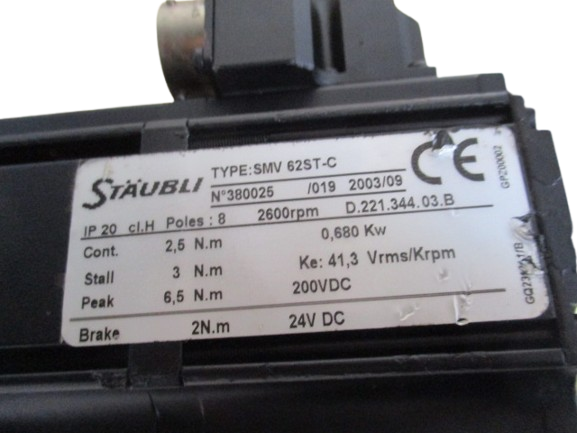 STÄUBLI
TYPE:SMV 62ST-C
N°380025 /019 2003/09
CE
IP 20 cl.H Poles : 8 2600rpm D.221.344.03.B
Cont. 2,5 N.m 0,680 Kw
Stall 3 N.m Ke: 41,3 Vrms/Krpm
Peak 6,5 N.m 200VDC
Brake 2N.m 24V DC
GPZ00002